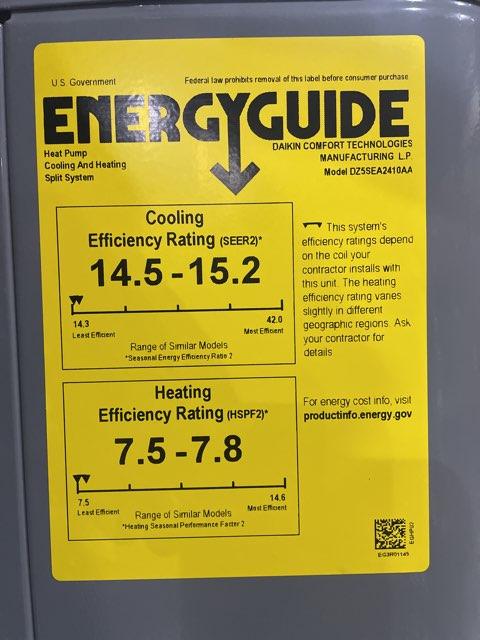 U.S. Government
Federal law prohibits removal of this label before consumer purchase
ENERGYGUIDE
Heat Pump
Cooling And Heating
Split System
DAIKIN COMFORT TECHNOLOGIES
MANUFACTURING L.P.
Model DZ5SEA2410AA
Cooling
Efficiency Rating (SEER2)*
14.5 - 15.2
14.3
42.0
Least Efficient
Most Efficient
Range of Similar Models
*Seasonal Energy Efficiency Ratio 2
This system's
efficiency ratings depend
on the coil your
contractor installs with
this unit. The heating
efficiency rating varies
slightly in different
geographic regions. Ask
your contractor for
details
Heating
Efficiency Rating (HSPF2)*
7.5 - 7.8
7.5
14.6
Least Efficient
Most Efficient
Range of Similar Models
*Heating Seasonal Performance Factor 2
For energy cost info, visit
productinfo.energy.gov
EGHPG2
EG3R01145